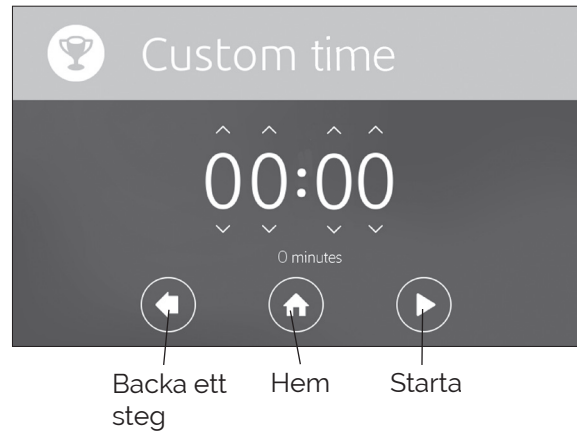 Custom time
00:00
0 minutes
Backa ett
steg
Hem
Starta